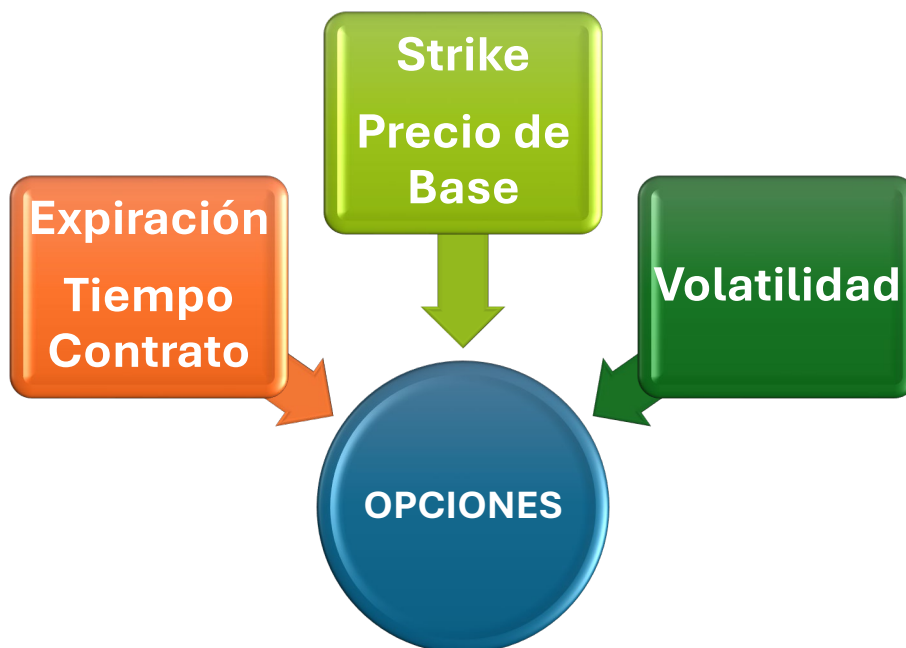 Strike
Precio de
Base
Expiración
Tiempo
Contrato
Volatilidad
OPCIONES